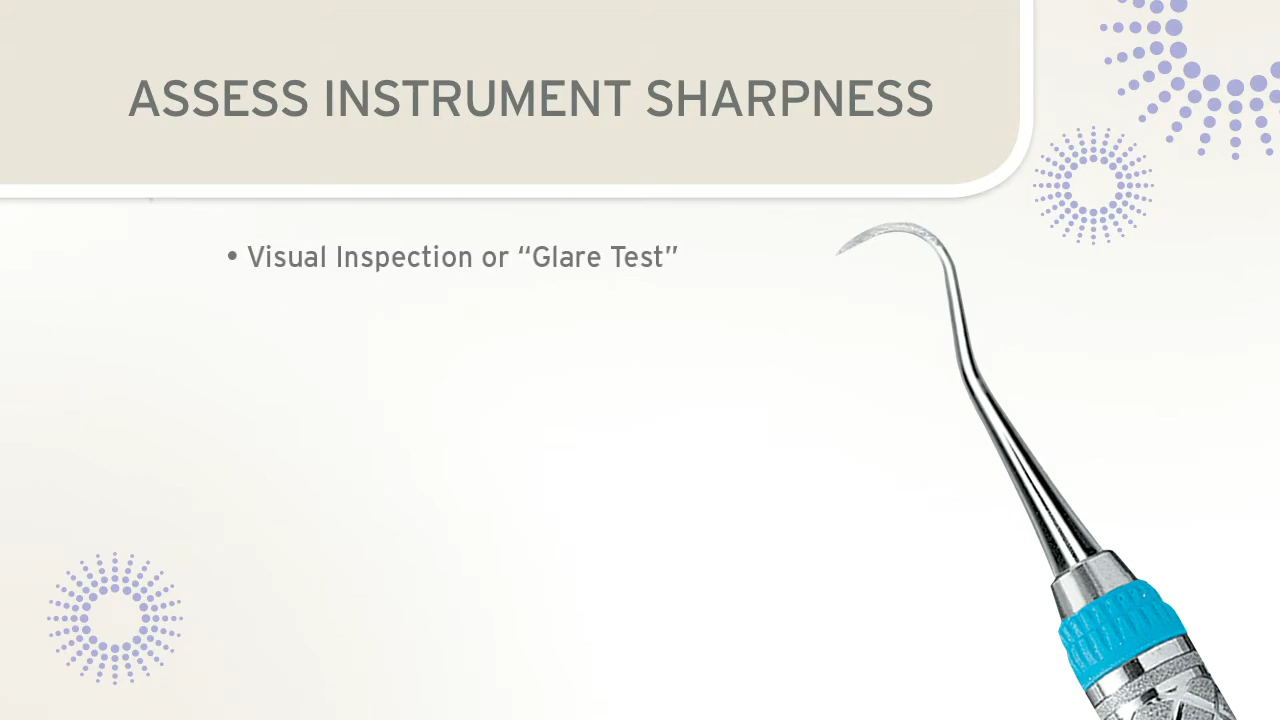 ASSESS INSTRUMENT SHARPNESS
• Visual Inspection or “Glare Test”